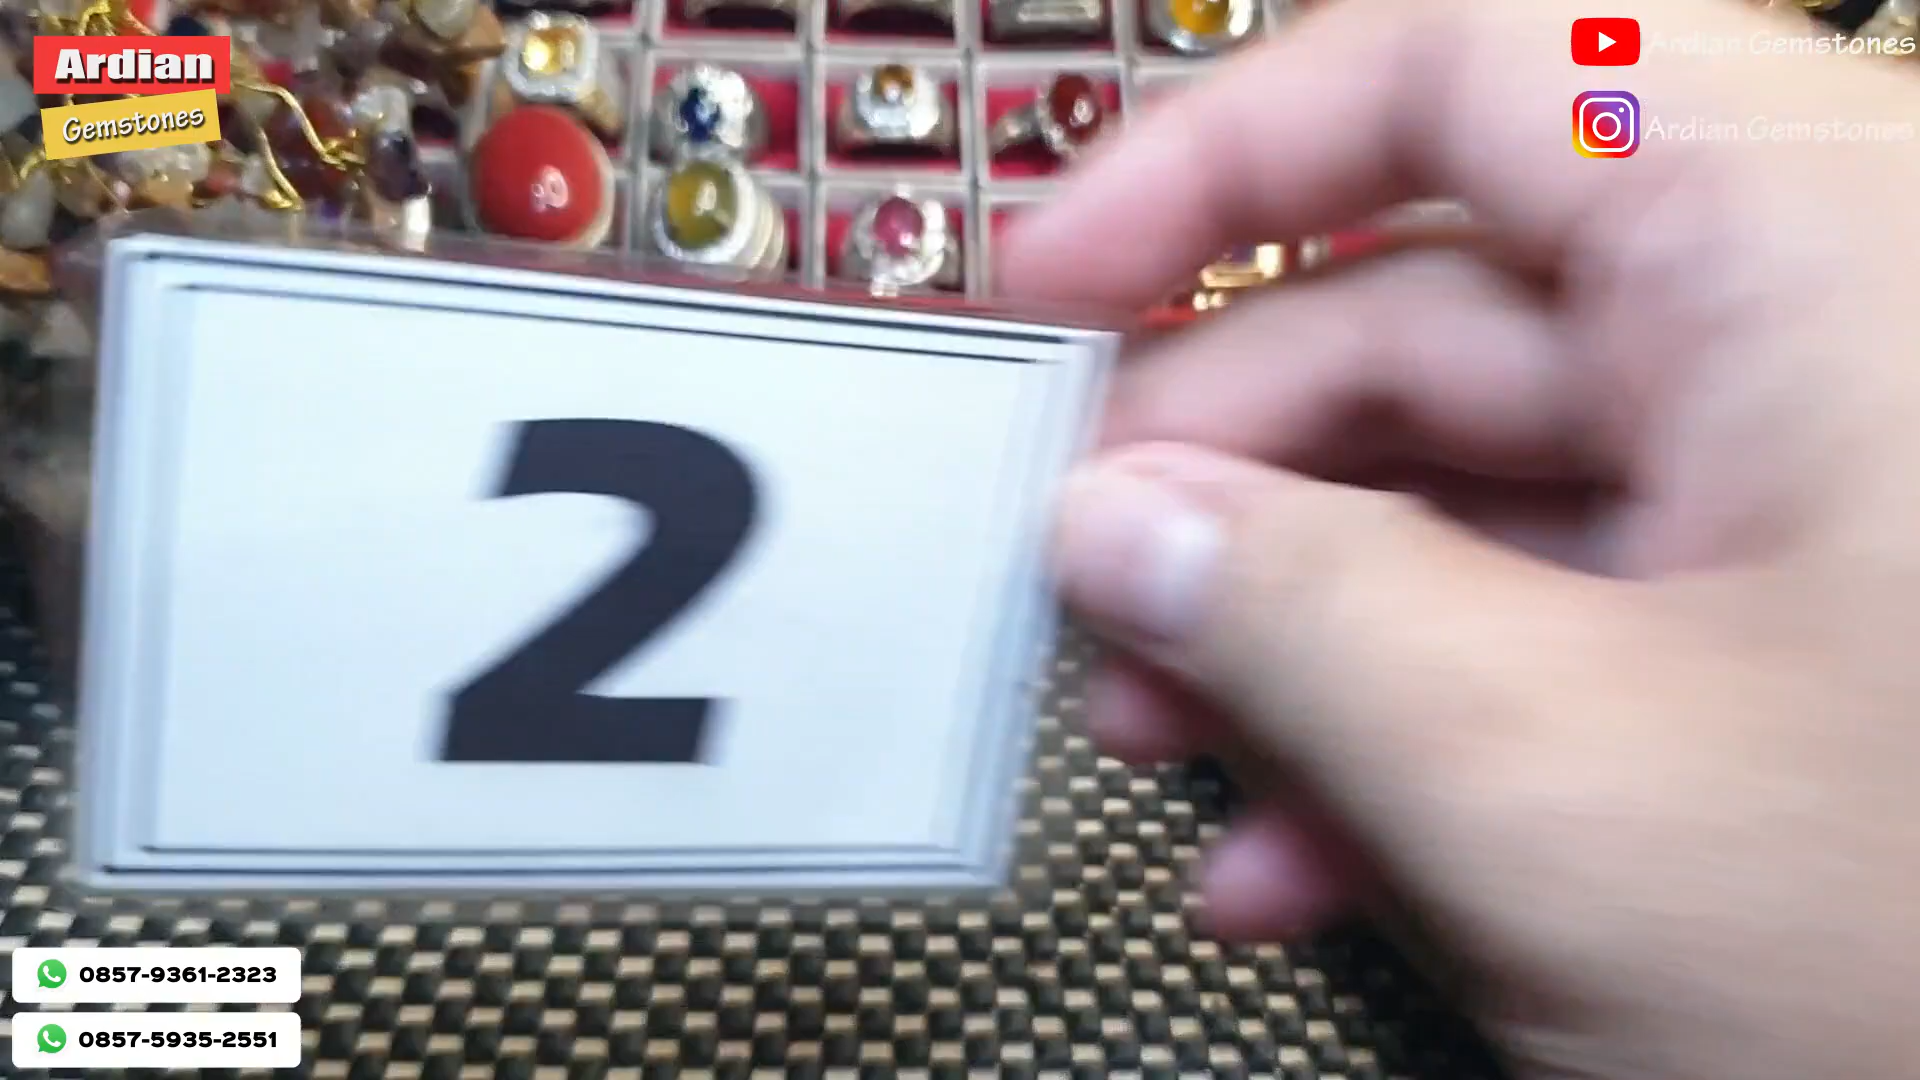 Ardian
Gemstones
Ardian Gemstones
Ardian Gemstones
2
0857-9361-2323
0857-5935-2551